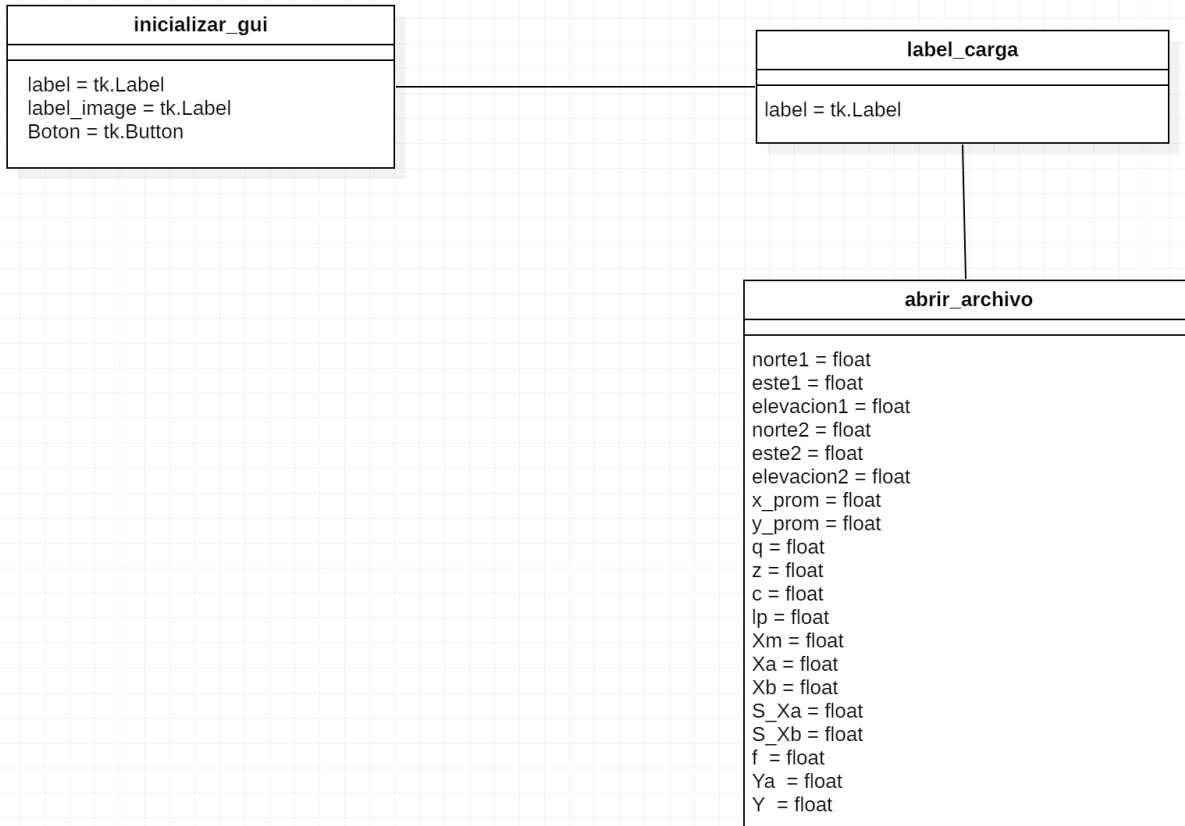 inicializar_gui
label = tk.Label
label_image = tk.Label
Boton = tk.Button
label_carga
label = tk.Label
abrir_archivo
norte1 = float
este1 = float
elevacion1 = float
norte2 = float
este2 = float
elevacion2 = float
x_prom = float
y_prom = float
q = float
z = float
c = float
lp = float
Xm = float
Xa = float
Xb = float
S_Xa = float
S_Xb = float
f  = float
Ya  = float
Y  = float